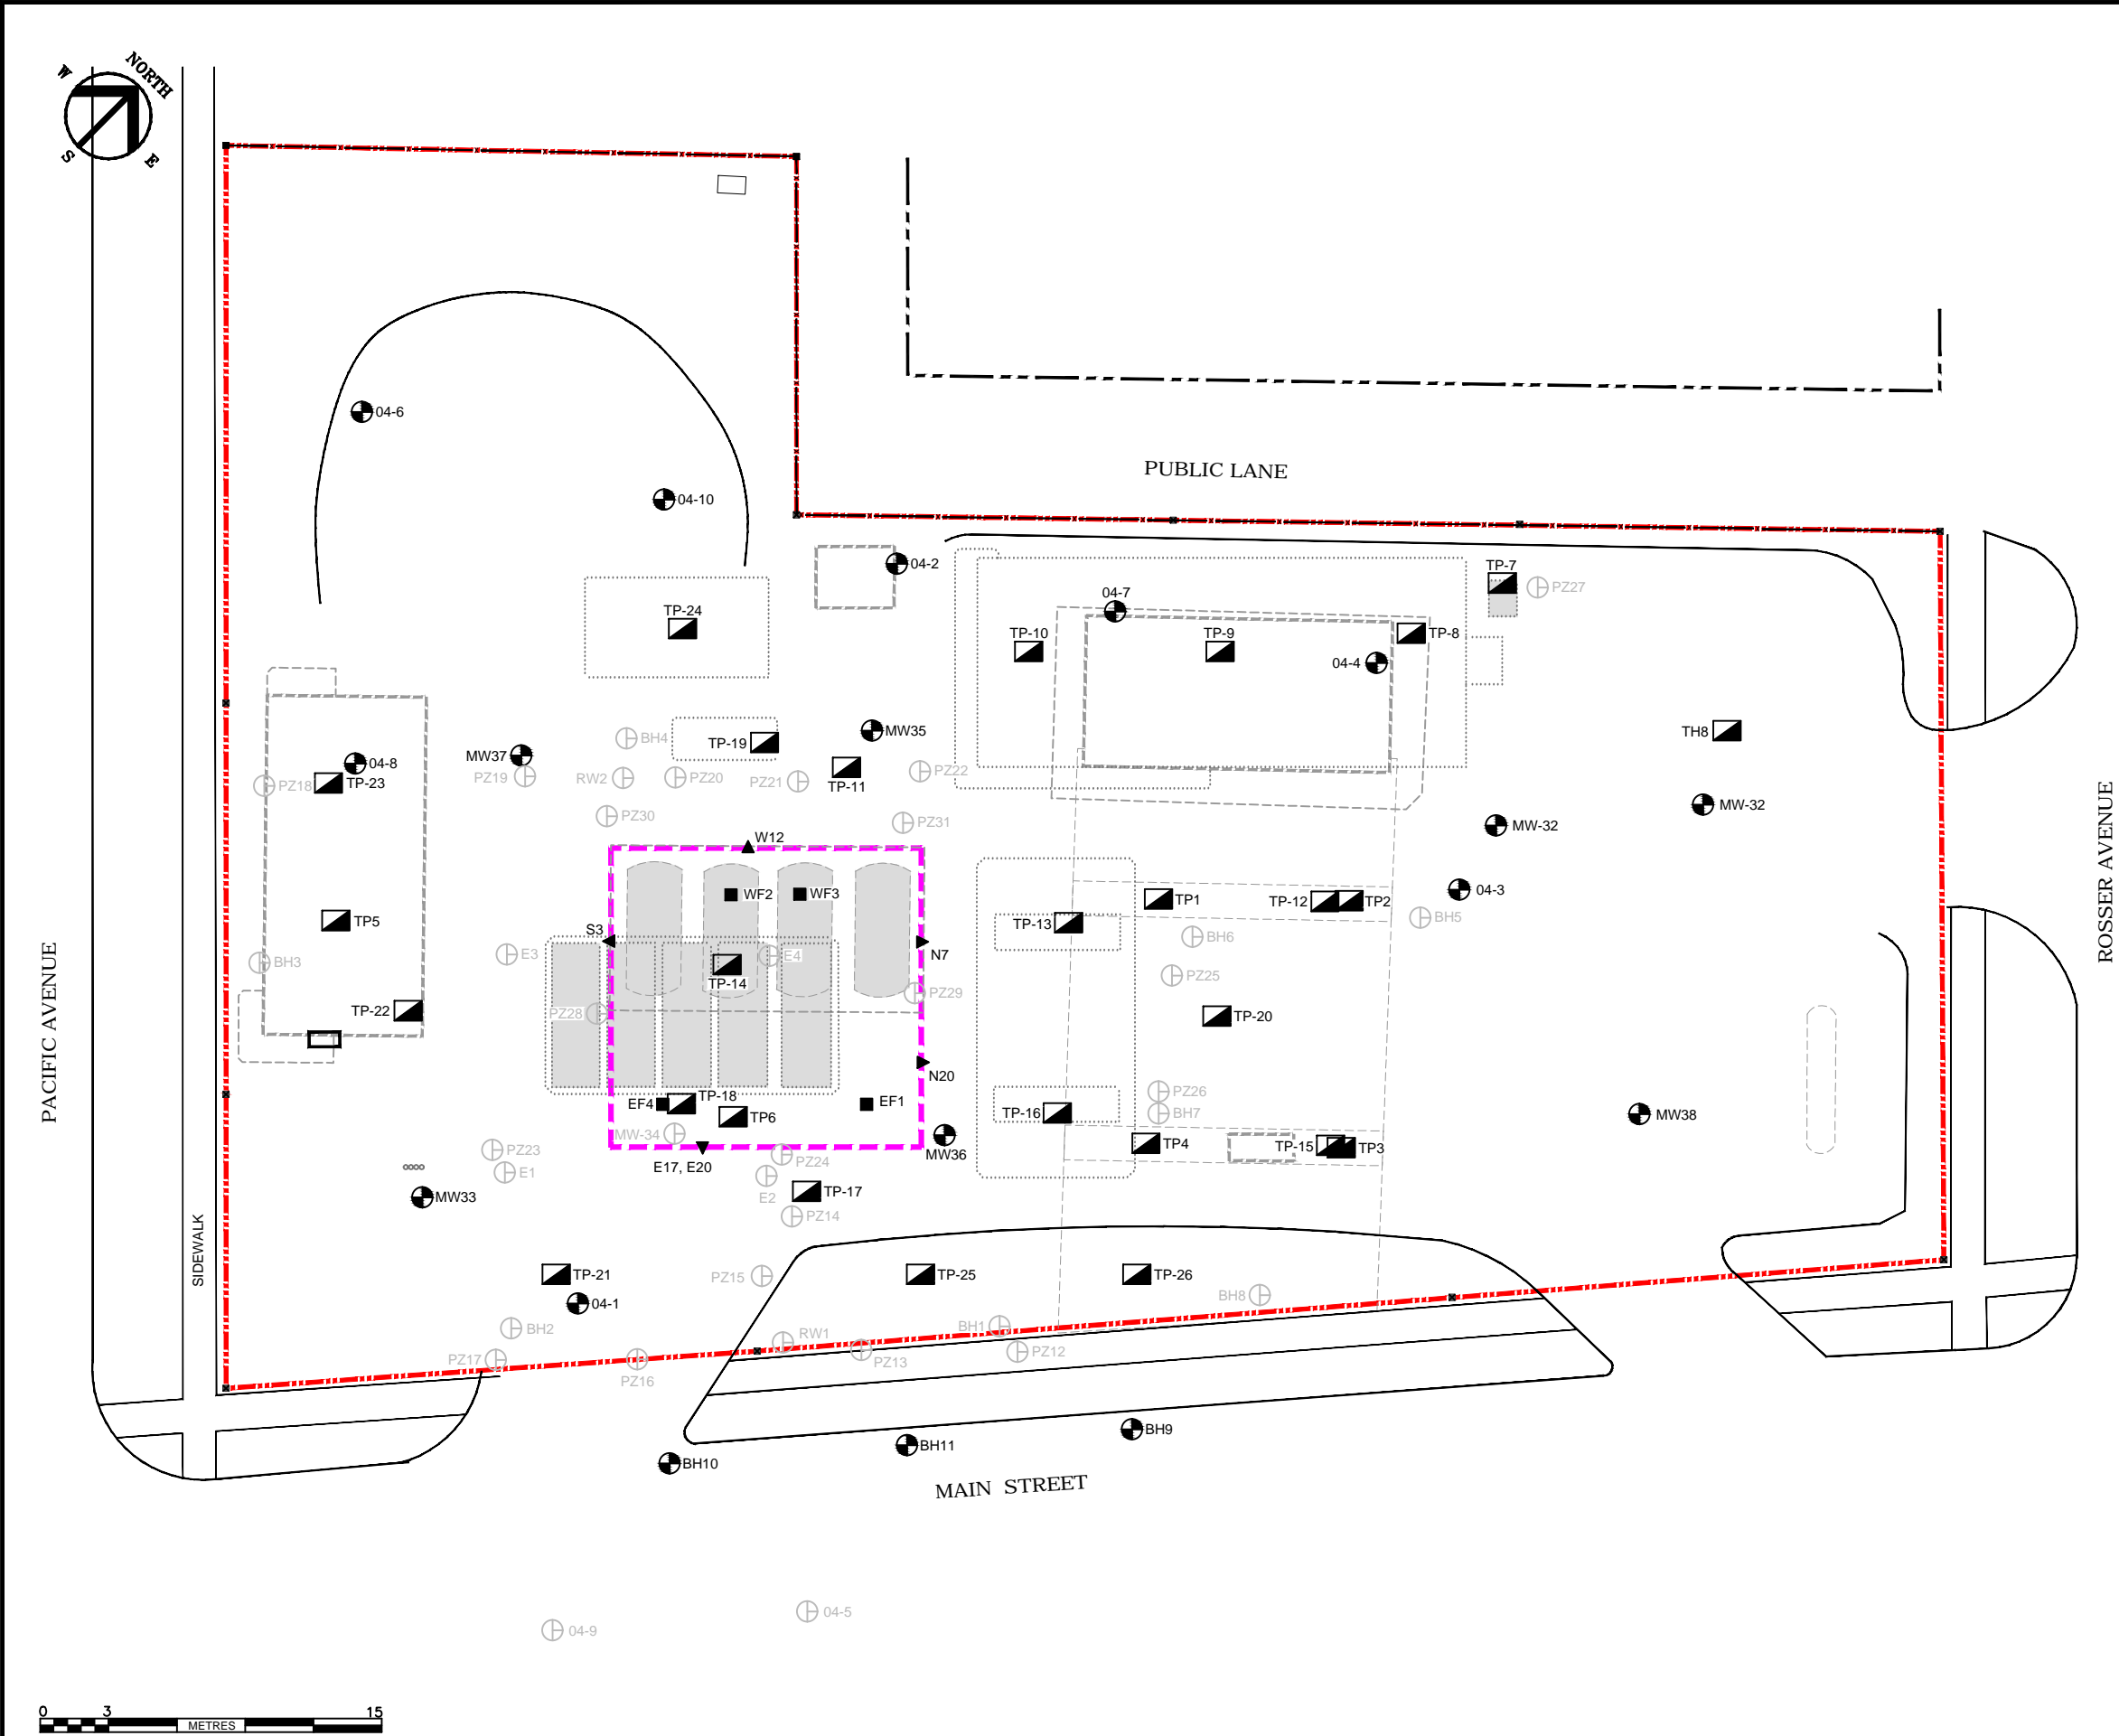 NORTH
W
S
E
04-6
PUBLIC LANE
04-10
04-2
TP-7
PZ27
04-7
TP-24
TP-10
TP-9
TP-8
04-4
MW35
TH8
BH4
TP-19
MW37
04-8
PZ19
RW2
PZ20
PZ21
TP-11
PZ22
PZ18
TP-23
MW-32
PZ30
PZ31
MW-32
W12
ROSSER AVENUE
WF2
WF3
04-3
TP1
TP-12
TP2
TP5
TP-13
BH5
S3
BH6
E3
E4
N7
BH3
TP-14
PZ25
PZ29
TP-22
PZ28
TP-20
PACIFIC AVENUE
N20
PZ26
TP-18
EF4
EF1
TP-16
BH7
MW38
TP6
MW-34
TP4
TP-15
TP3
PZ23
MW36
E17, E20
PZ24
E1
E2
TP-17
MW33
PZ14
SIDEWALK
TP-21
PZ15
TP-25
TP-26
04-1
BH8
BH2
RW1
BH1
PZ17
PZ13
PZ12
PZ16
BH9
BH11
BH10
MAIN STREET
04-5
04-9
0 3 15
METRES